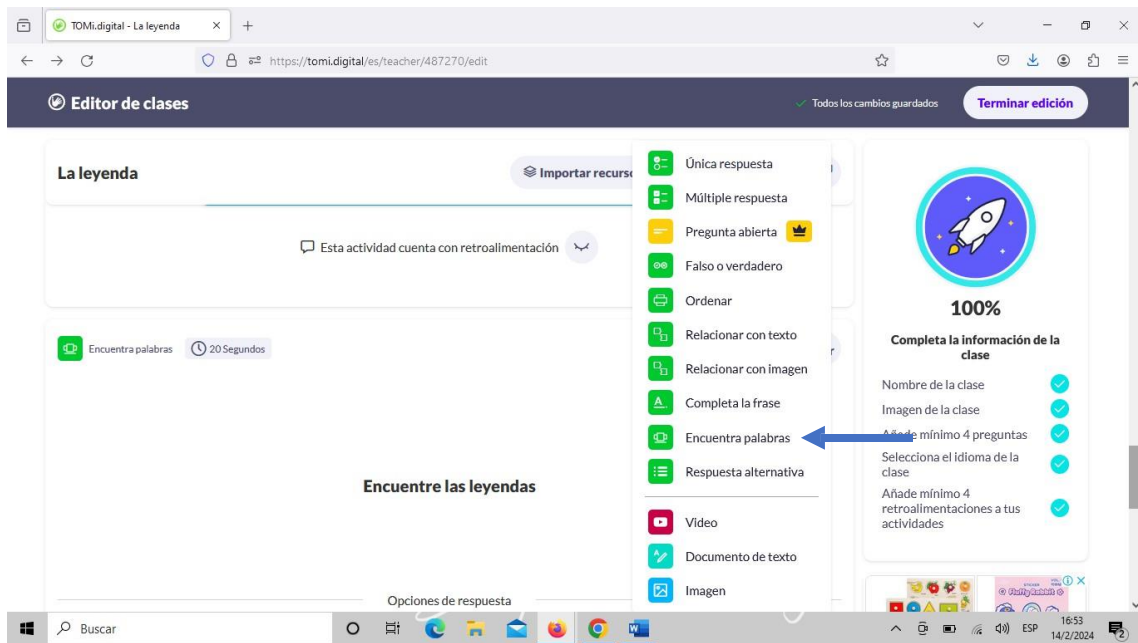 TOMi.digital - La leyenda
https://tomi.digital/es/teacher/487270/edit
Editor de clases
Todos los cambios guardados
Terminar edición
La leyenda
Importar recurso
Esta actividad cuenta con retroalimentación
Encuentra palabras
20 Segundos
Encuentre las leyendas
Opciones de respuesta
Única respuesta
Múltiple respuesta
Pregunta abierta
Falso o verdadero
Ordenar
Relacionar con texto
Relacionar con imagen
Completa la frase
Encuentra palabras
Respuesta alternativa
Video
Documento de texto
Imagen
100%
Completa la información de la
clase
Nombre de la clase
Imagen de la clase
Añade mínimo 4 preguntas
Selecciona el idioma de la
clase
Añade mínimo 4
retroalimentaciones a tus
actividades
Fluffy Rabbit
Buscar
ESP
16:53
14/2/2024
2